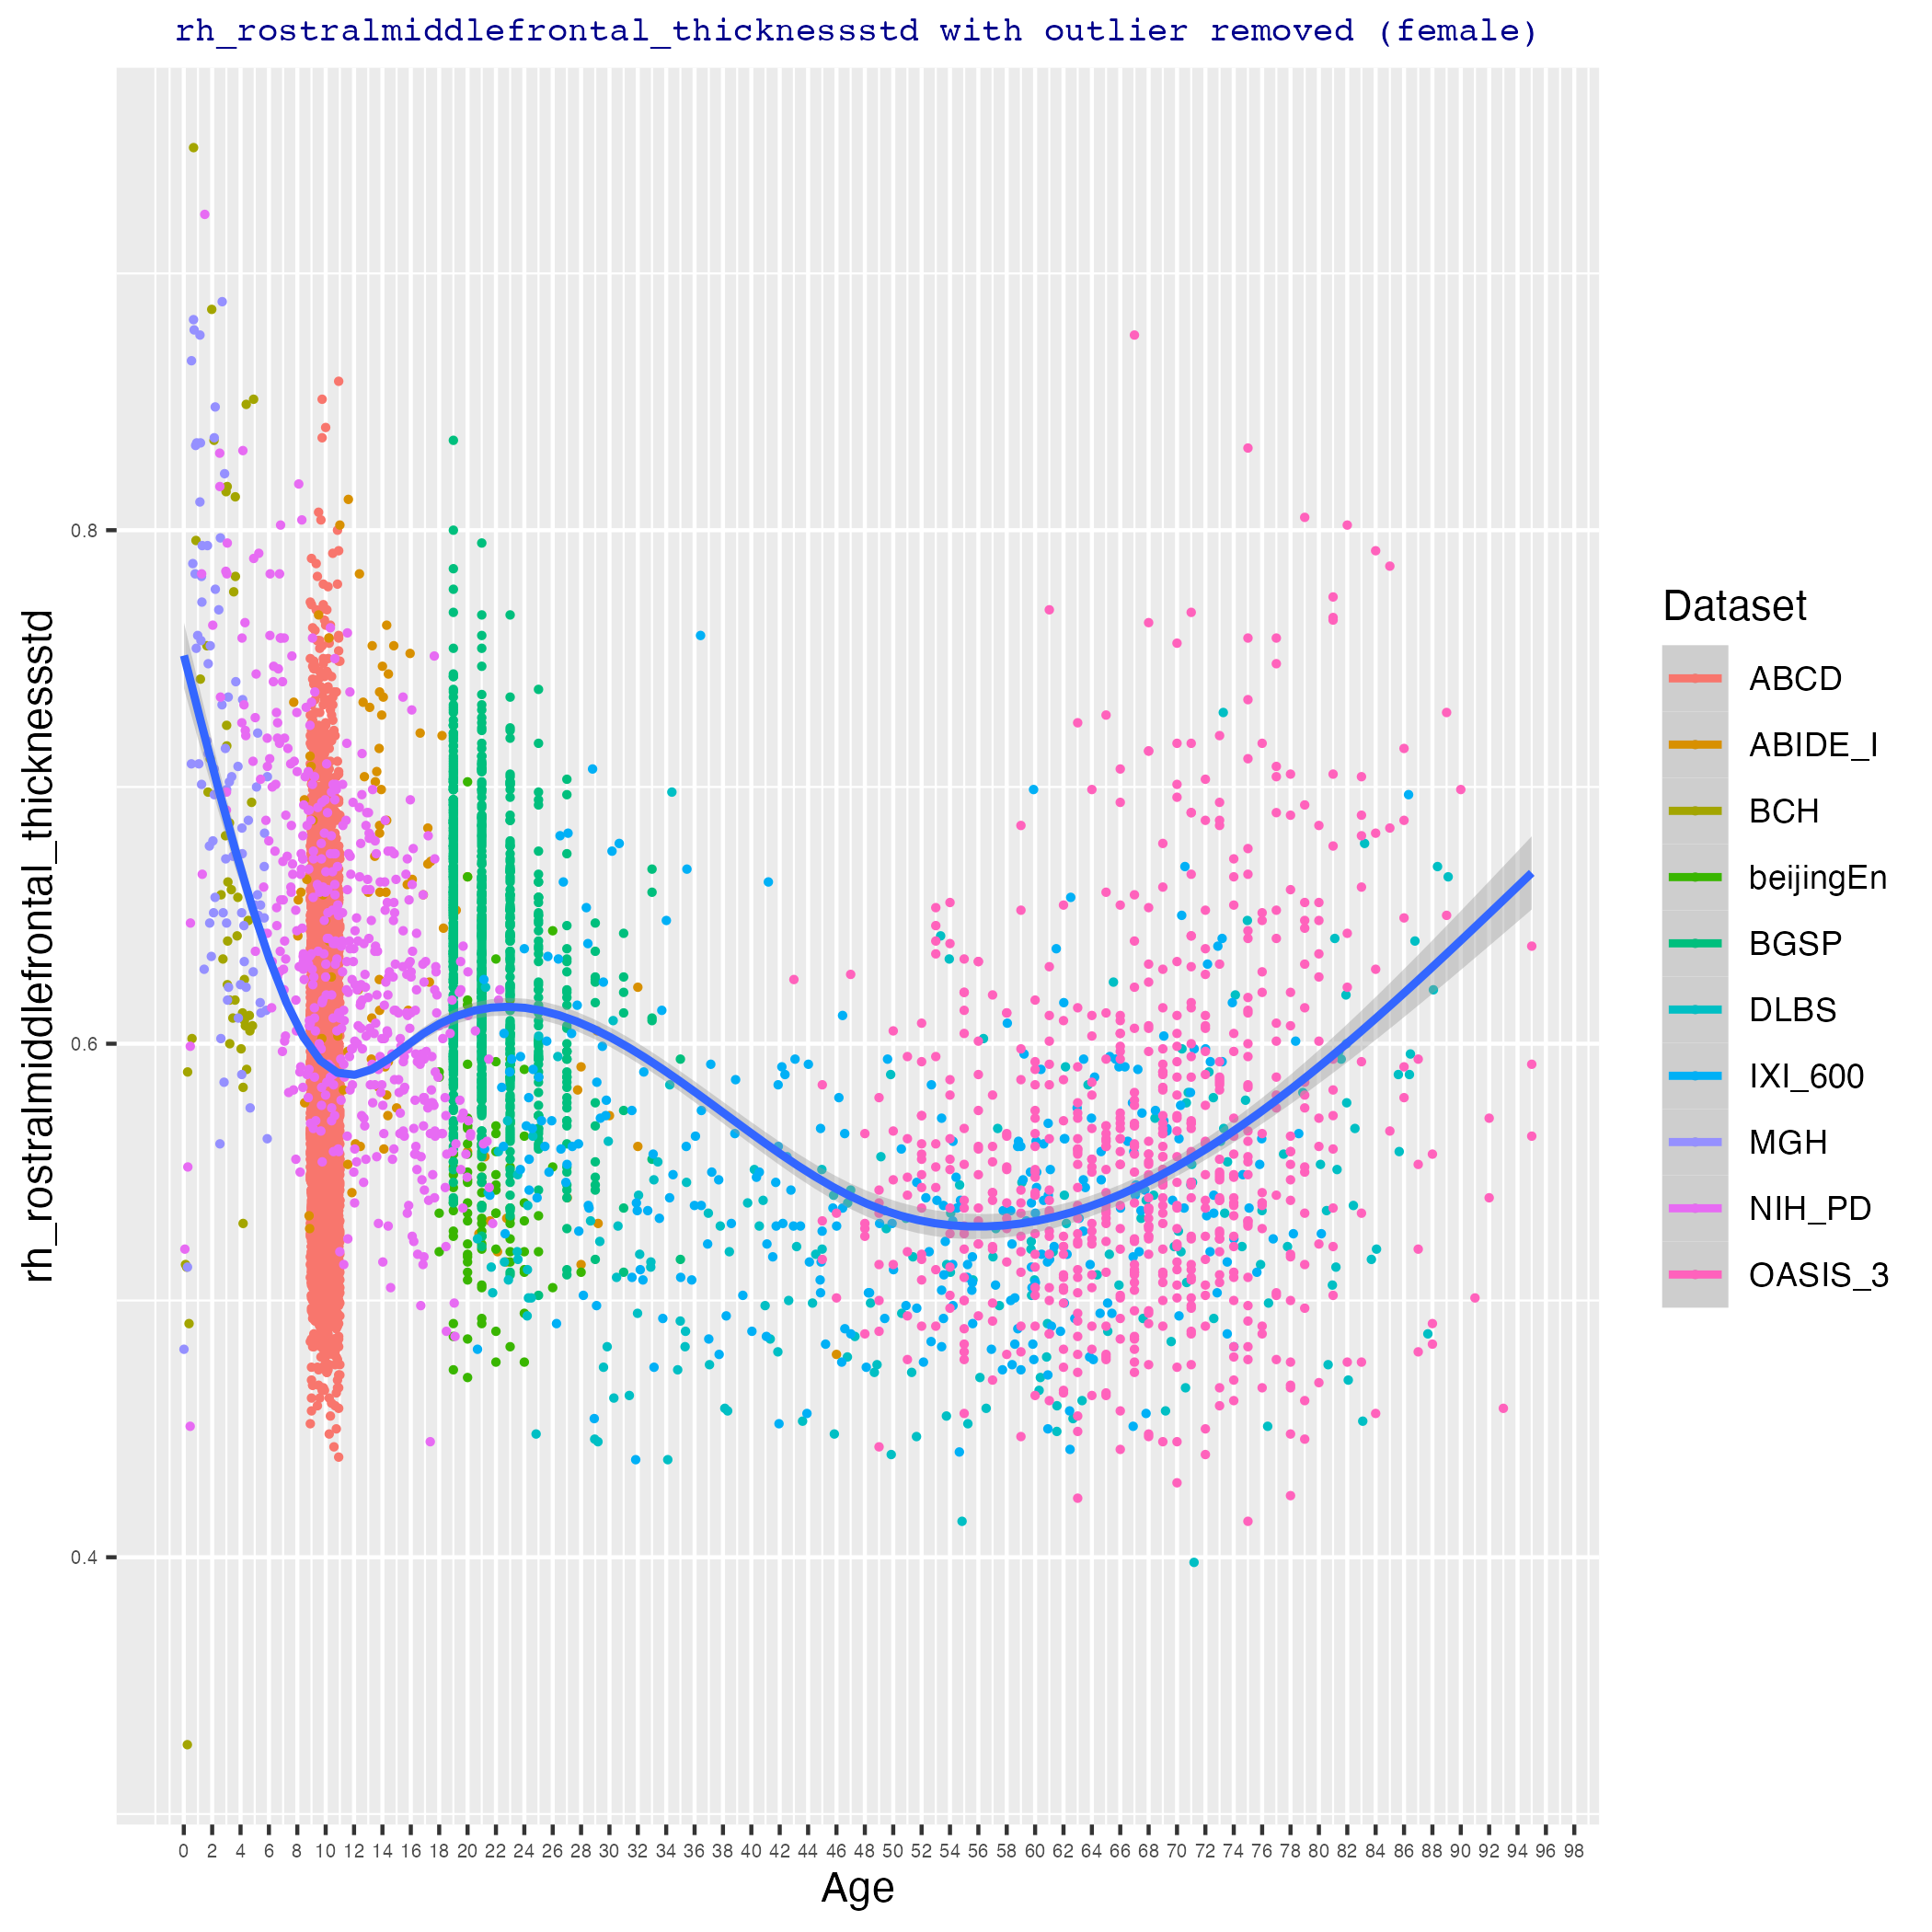 rh_rostralmiddlefrontal_thicknessstd with outlier removed (female)
rh_rostralmiddlefrontal_thicknessstd
0.8
0.6
0.4
0 2 4 6 8 10 12 14 16 18 20 22 24 26 28 30 32 34 36 38 40 42 44 46 48 50 52 54 56 58 60 62 64 66 68 70 72 74 76 78 80 82 84 86 88 90 92 94 96 98
Age
Dataset
ABCD
ABIDE_I
BCH
beijingEn
BGSP
DLBS
IXI_600
MGH
NIH_PD
OASIS_3